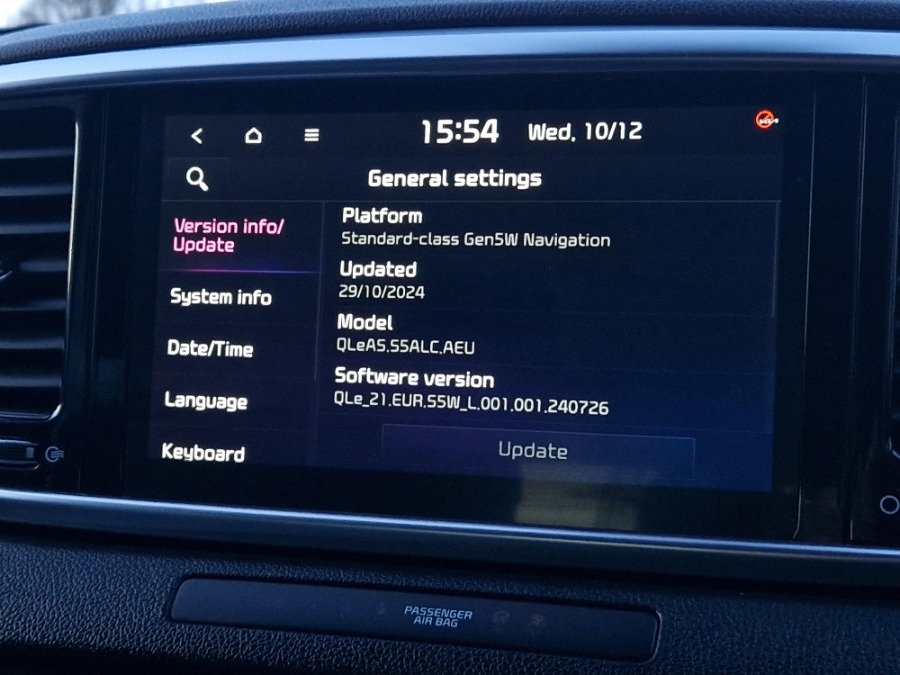 15:54 Wed, 10/12
General settings
Version info/
Update
System info
Date/Time
Language
Keyboard
Platform
Standard-class Gen5W Navigation
Updated
29/10/2024
Model
QLeAS.S5ALC.AEU
Software version
QLe_21.EUR.S5W_L.001.001.240726
Update
PASSENGER
AIR BAG